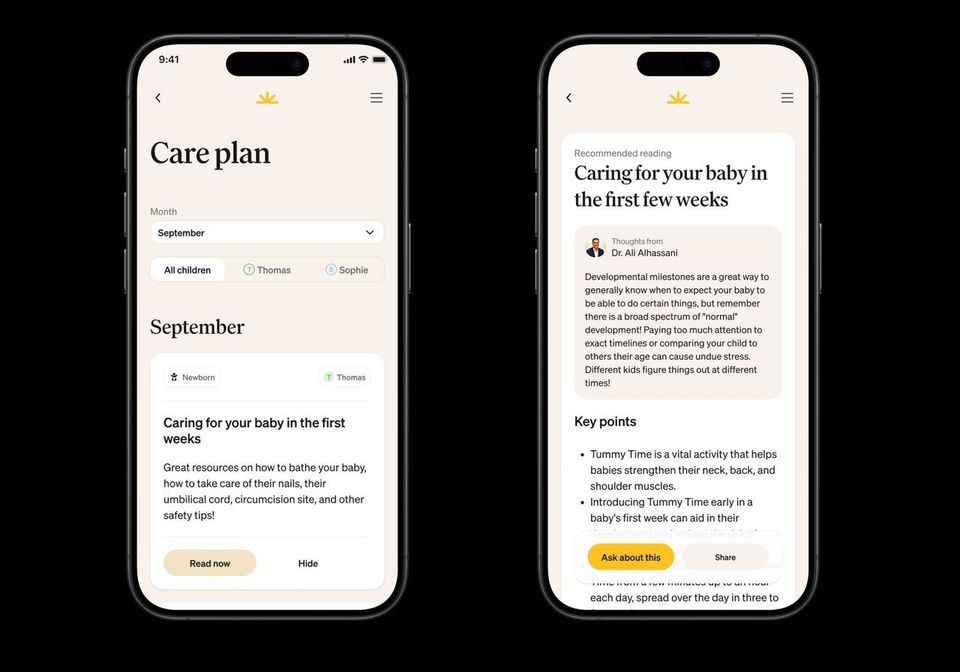 9:41
Care plan
Month
September
All children
T Thomas
S Sophie
September
Newborn
T Thomas
Caring for your baby in the first
weeks
Great resources on how to bathe your baby,
how to take care of their nails, their
umbilical cord, circumcision site, and other
safety tips!
Read now
Hide
Recommended reading
Caring for your baby in
the first few weeks
Thoughts from
Dr. Ali Alhassani
Developmental milestones are a great way to
generally know when to expect your baby to
be able to do certain things, but remember
there is a broad spectrum of "normal"
development! Paying too much attention to
exact timelines or comparing your child to
others their age can cause undue stress.
Different kids figure things out at different
times!
Key points
• Tummy Time is a vital activity that helps
babies strengthen their neck, back, and
shoulder muscles.
• Introducing Tummy Time early in a
baby's first week can aid in their
development and reduce the risk of
Ask about this
Share
Time from a few minutes up to an hour
each day, spread over the day in three to